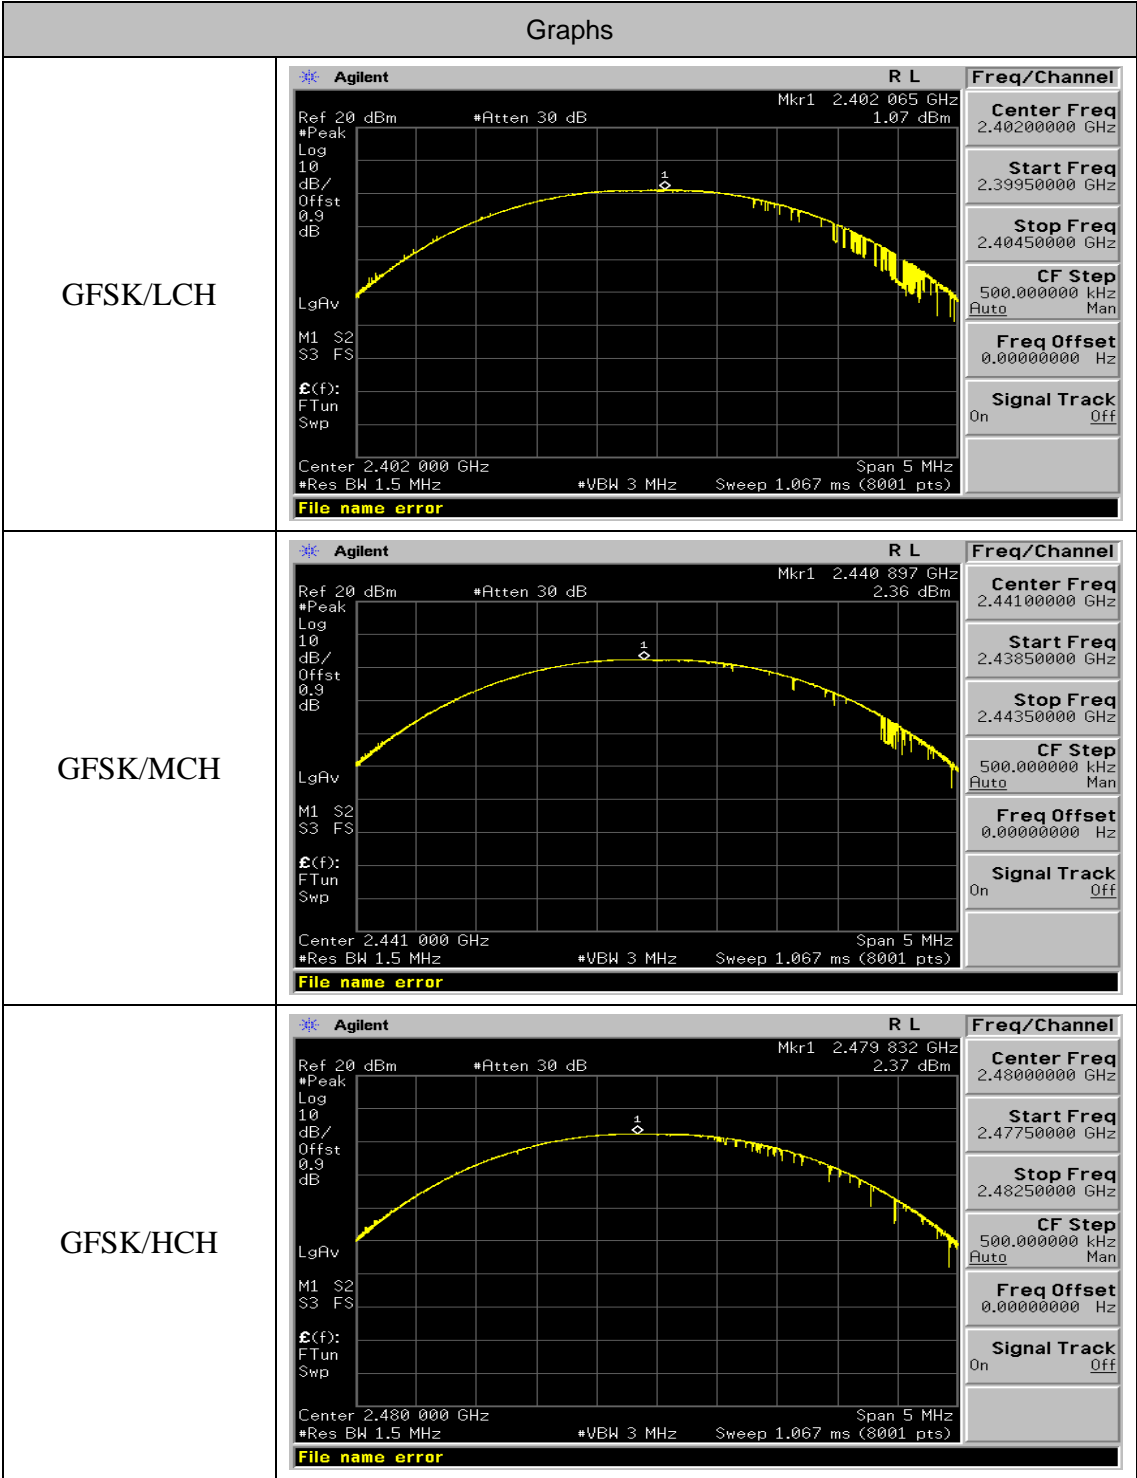 Graphs
GFSK/LCH
Agilent R L Freq/Channel
Mkr1 2.402 065 GHz
Ref 20 dBm #Atten 30 dB 1.07 dBm
#Peak
Log
10
dB/
Offst
0.9
dB
1
LgAv
M1 S2
S3 FS
£(f):
FTun
Swp
Center 2.402 000 GHz Span 5 MHz
#Res BW 1.5 MHz #VBW 3 MHz Sweep 1.067 ms (8001 pts)
File name error
Center Freq
2.40200000 GHz
Start Freq
2.39950000 GHz
Stop Freq
2.40450000 GHz
CF Step
500.000000 kHz
Auto Man
Freq Offset
0.00000000 Hz
Signal Track
On Off
GFSK/MCH
Agilent R L Freq/Channel
Mkr1 2.440 897 GHz
Ref 20 dBm #Atten 30 dB 2.36 dBm
#Peak
Log
10
dB/
Offst
0.9
dB
1
LgAv
M1 S2
S3 FS
£(f):
FTun
Swp
Center 2.441 000 GHz Span 5 MHz
#Res BW 1.5 MHz #VBW 3 MHz Sweep 1.067 ms (8001 pts)
File name error
Center Freq
2.44100000 GHz
Start Freq
2.43850000 GHz
Stop Freq
2.44350000 GHz
CF Step
500.000000 kHz
Auto Man
Freq Offset
0.00000000 Hz
Signal Track
On Off
GFSK/HCH
Agilent R L Freq/Channel
Mkr1 2.479 832 GHz
Ref 20 dBm #Atten 30 dB 2.37 dBm
#Peak
Log
10
dB/
Offst
0.9
dB
1
LgAv
M1 S2
S3 FS
£(f):
FTun
Swp
Center 2.480 000 GHz Span 5 MHz
#Res BW 1.5 MHz #VBW 3 MHz Sweep 1.067 ms (8001 pts)
File name error
Center Freq
2.48000000 GHz
Start Freq
2.47750000 GHz
Stop Freq
2.48250000 GHz
CF Step
500.000000 kHz
Auto Man
Freq Offset
0.00000000 Hz
Signal Track
On Off